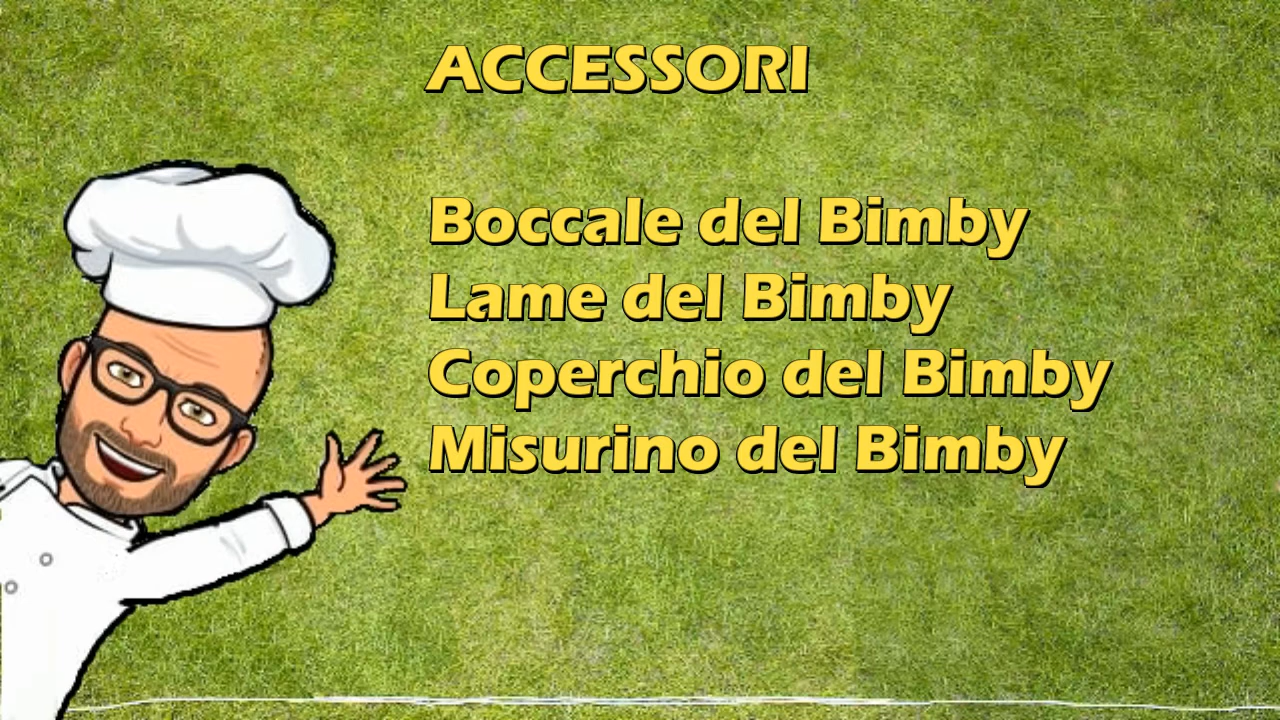 ACCESSORI
Boccale del Bimby
Lame del Bimby
Coperchio del Bimby
Misurino del Bimby